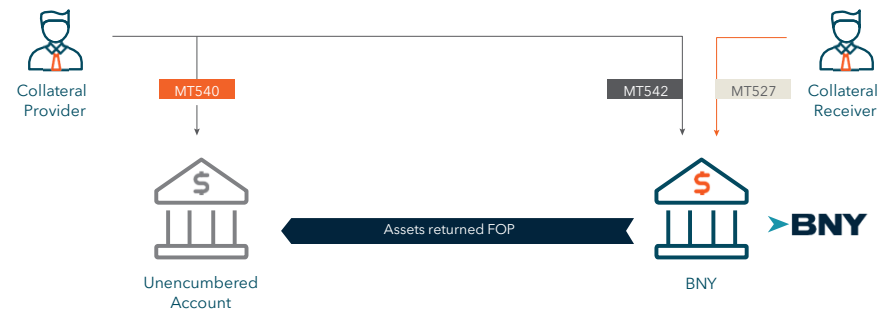 Collateral
Provider
MT540
MT542
MT527
Collateral
Receiver
$
$
Assets returned FOP
BNY
Unencumbered
Account
BNY